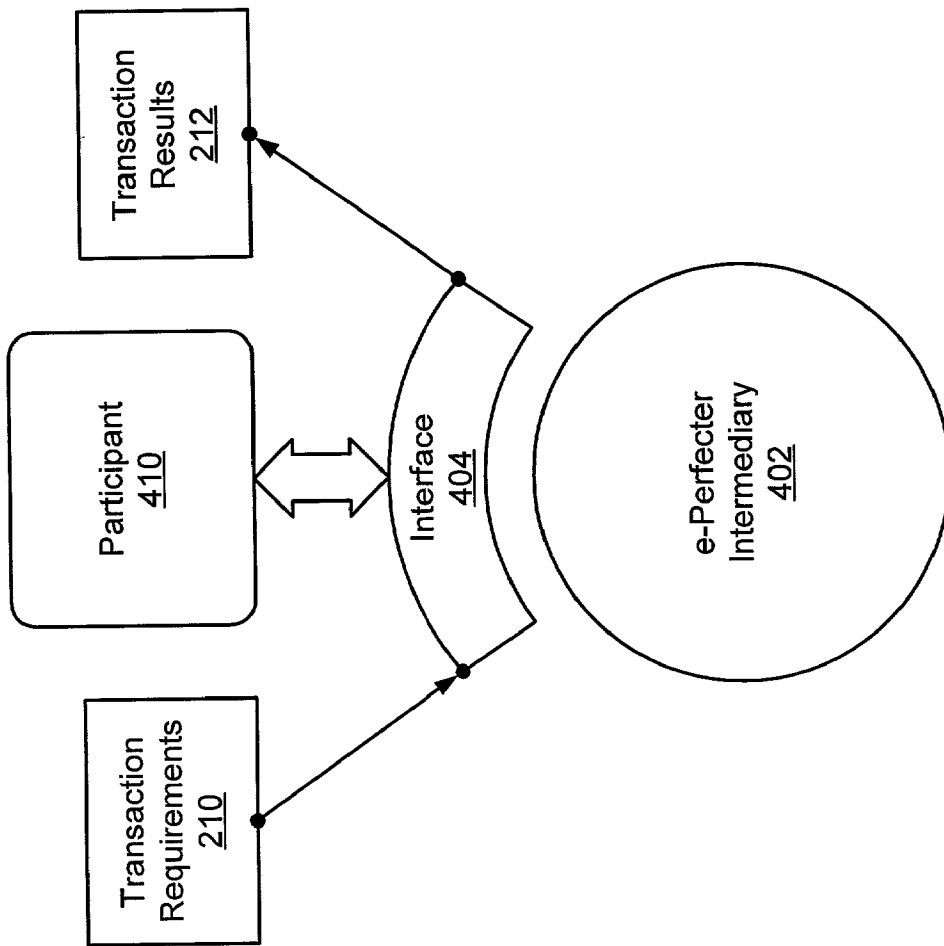 Transaction
Requirements
210
Participant
410
Transaction
Results
212
Interface
404
e-Perfecter
Intermediary
402